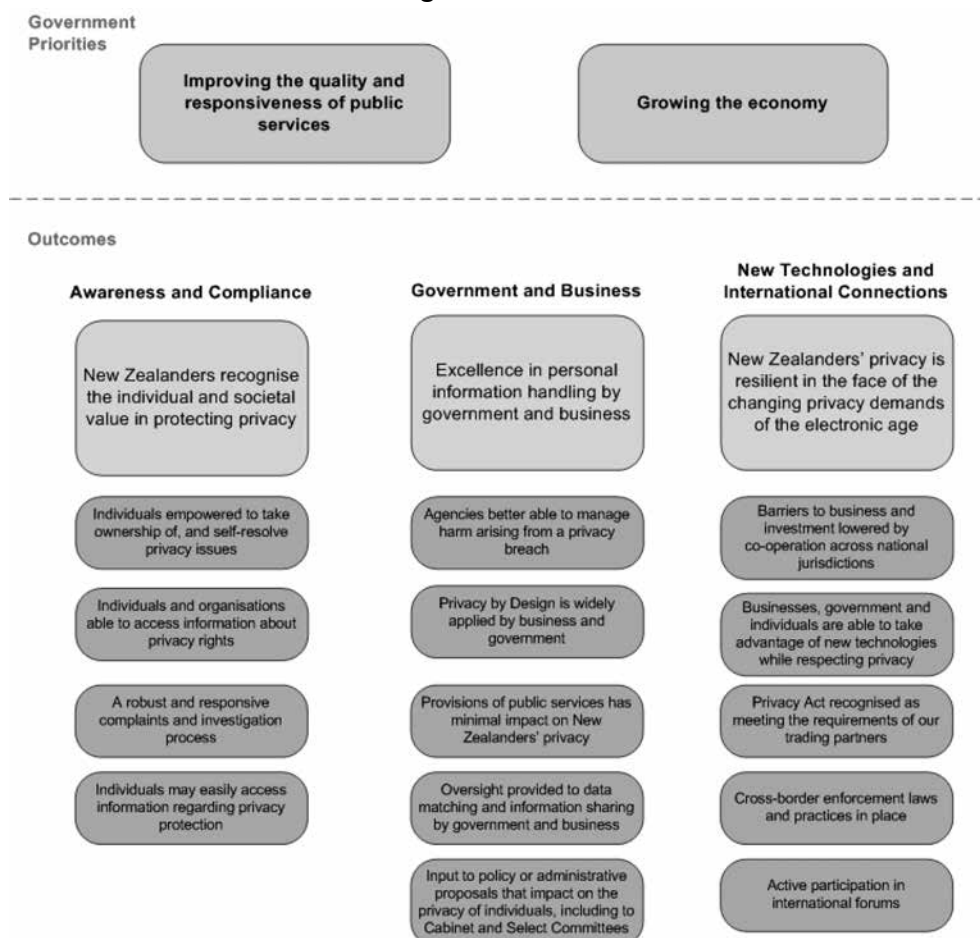 Government
Priorities
Improving the quality and
responsiveness of public
services
Growing the economy
Outcomes
Awareness and Compliance
New Zealanders recognise
the individual and societal
value in protecting privacy
Individuals empowered to take
ownership of, and self-resolve
privacy issues
Individuals and organisations
able to access information about
privacy rights
A robust and responsive
complaints and investigation
process
Individuals may easily access
information regarding privacy
protection
Government and Business
Excellence in personal
information handling by
government and business
Agencies better able to manage
harm arising from a privacy
breach
Privacy by Design is widely
applied by business and
government
Provisions of public services has
minimal impact on New
Zealanders' privacy
Oversight provided to data
matching and information sharing
by government and business
Input to policy or administrative
proposals that impact on the
privacy of individuals, including to
Cabinet and Select Committees
New Technologies and
International Connections
New Zealanders' privacy is
resilient in the face of the
changing privacy demands
of the electronic age
Barriers to business and
investment lowered by
co-operation across national
jurisdictions
Businesses, government and
individuals are able to take
advantage of new technologies
while respecting privacy
Privacy Act recognised as
meeting the requirements of our
trading partners
Cross-border enforcement laws
and practices in place
Active participation in
international forums